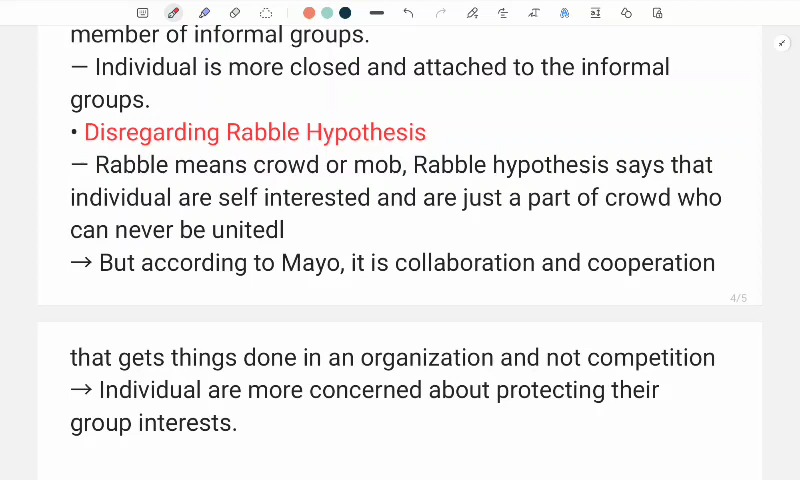 member of informal groups.
— Individual is more closed and attached to the informal
groups.
• Disregarding Rabble Hypothesis
— Rabble means crowd or mob, Rabble hypothesis says that
individual are self interested and are just a part of crowd who
can never be unitedl
→ But according to Mayo, it is collaboration and cooperation
4/5
that gets things done in an organization and not competition
→ Individual are more concerned about protecting their
group interests.